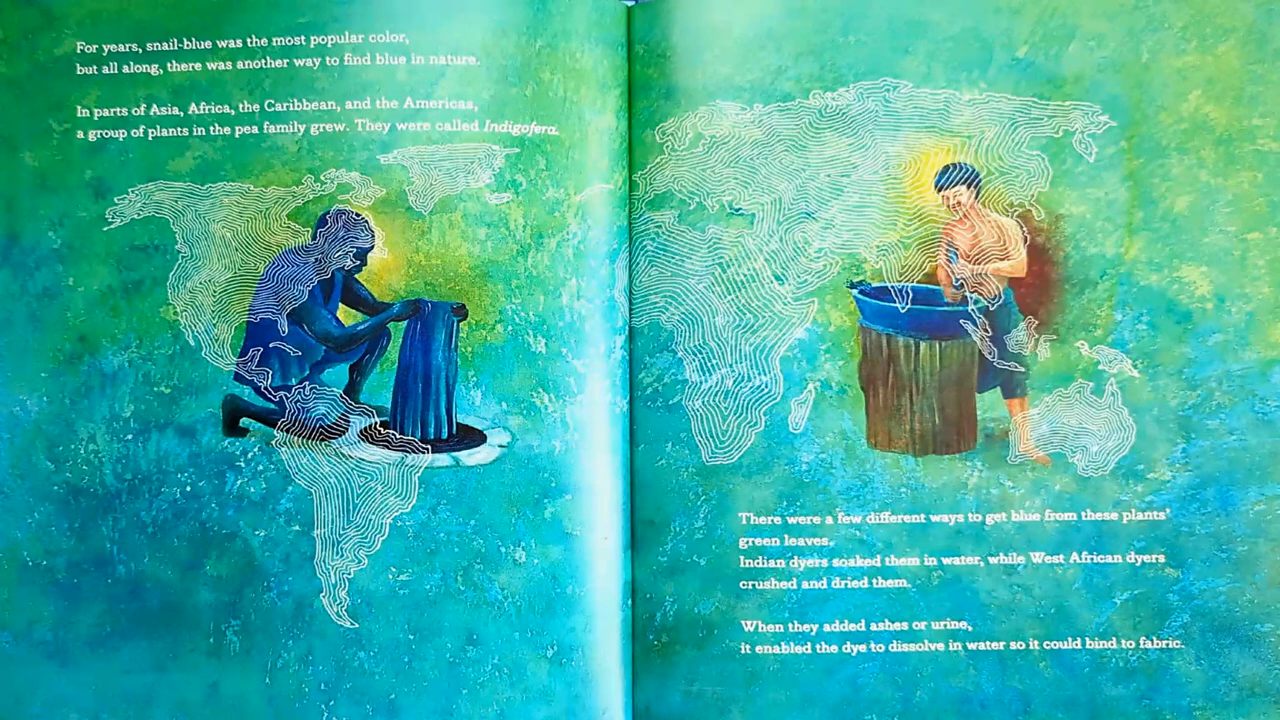 For years, snail-blue was the most popular color,
but all along, there was another way to find blue in nature.
In parts of Asia, Africa, the Caribbean, and the Americas,
a group of plants in the pea family grew. They were called Indigofera.
There were a few different ways to get blue from these plants'
green leaves.
Indian dyers soaked them in water, while West African dyers
crushed and dried them.
When they added ashes or urine,
it enabled the dye to dissolve in water so it could bind to fabric.